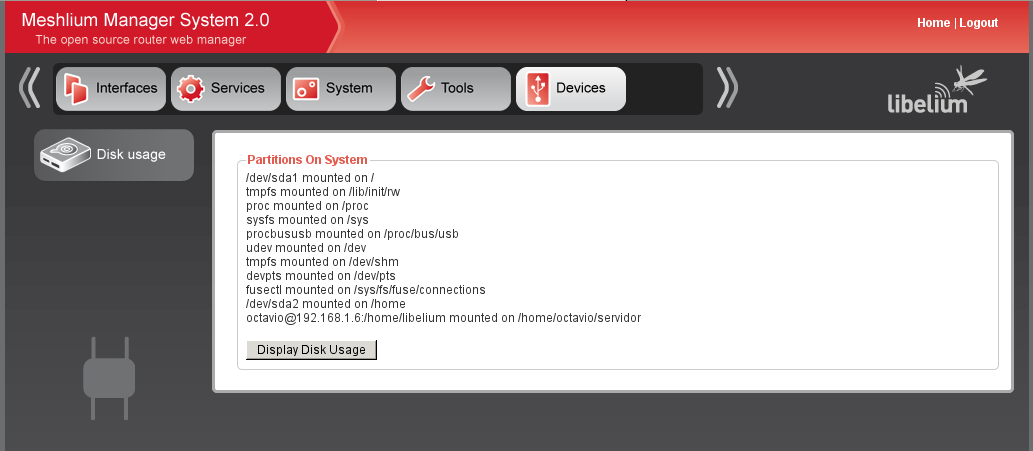 Meshlium Manager System 2.0
The open source router web manager
Home | Logout
Interfaces
Services
System
Tools
Devices
libelium
Disk usage
Partitions On System
/dev/sda1 mounted on /
tmpfs mounted on /lib/init/rw
proc mounted on /proc
sysfs mounted on /sys
procbususb mounted on /proc/bus/usb
udev mounted on /dev
tmpfs mounted on /dev/shm
devpts mounted on /dev/pts
fusectl mounted on /sys/fs/fuse/connections
/dev/sda2 mounted on /home
octavio@192.168.1.6:/home/libelium mounted on /home/octavio/servidor
Display Disk Usage